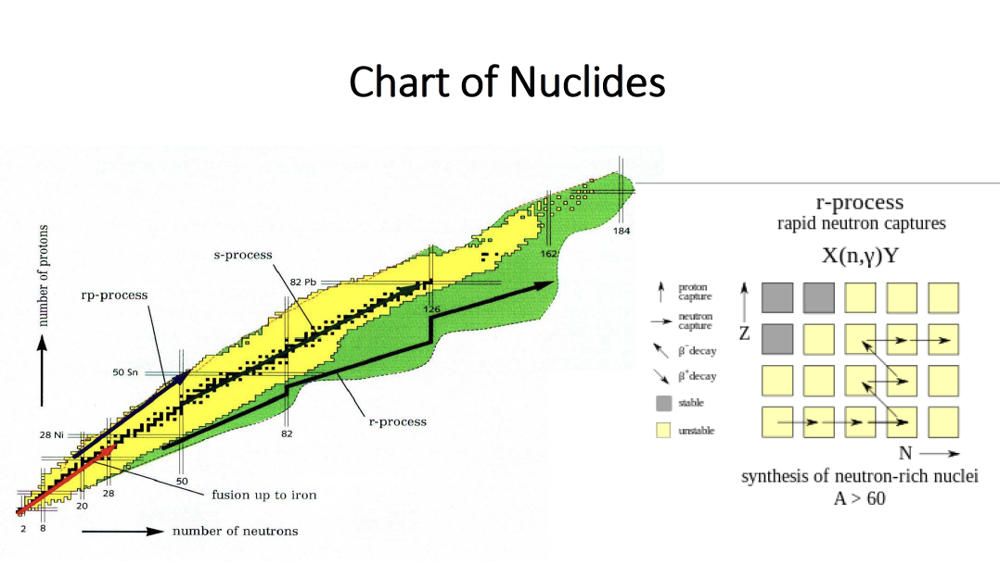 Chart of Nuclides
number of protons
s-process
rp-process
82 Pb
50 Sn
28 Ni
184
162
126
r-process
82
50
28
20
8
2
fusion up to iron
number of neutrons
r-process
rapid neutron captures
X(n,γ)Y
proton
capture
neutron
capture
β⁻decay
β⁺decay
stable
unstable
Z
N
synthesis of neutron-rich nuclei
A > 60